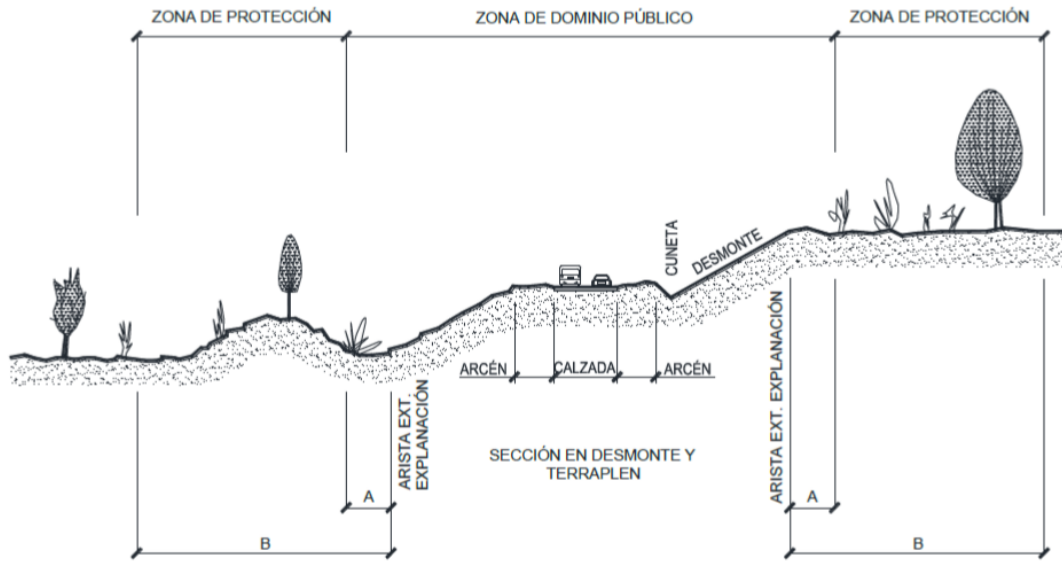 ZONA DE PROTECCIÓN
ZONA DE DOMINIO PÚBLICO
ZONA DE PROTECCIÓN
CUNETA
DESMONTE
ARCÉN
CALZADA
ARCÉN
ARISTA EXT.
EXPLANACIÓN
ARISTA EXT. EXPLANACIÓN
SECCIÓN EN DESMONTE Y
TERRAPLEN
A
A
B
B